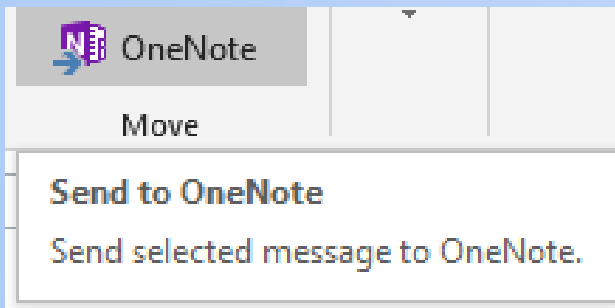 OneNote
Move
Send to OneNote
Send selected message to OneNote.